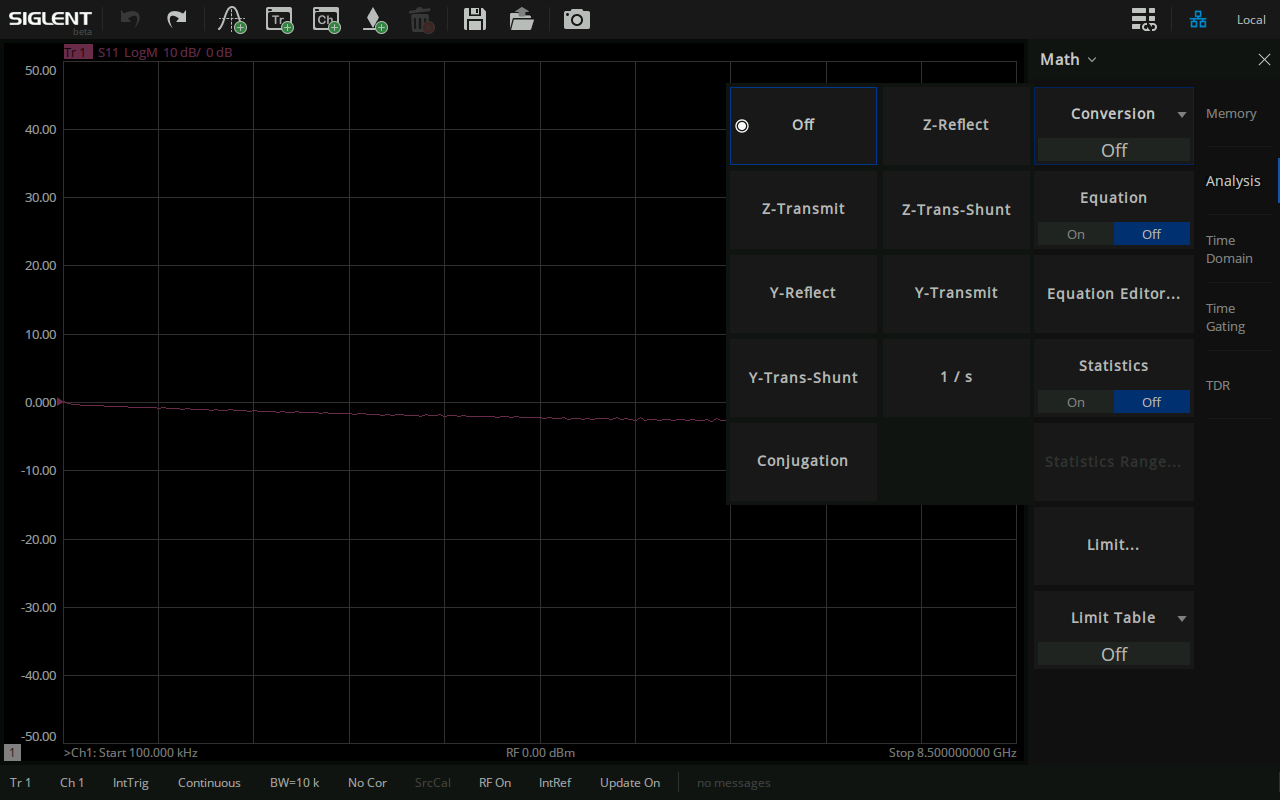 SIGLENT
beta
Tr
Ch
Local
Tr 1 S11 LogM 10 dB/ 0 dB
50.00
40.00
30.00
20.00
10.00
0.000
-10.00
-20.00
-30.00
-40.00
-50.00
1
>Ch1: Start 100.000 kHz
RF 0.00 dBm
Stop 8.500000000 GHz
Off
Z-Reflect
Z-Transmit
Z-Trans-Shunt
Y-Reflect
Y-Transmit
Y-Trans-Shunt
1 / s
Conjugation
Math
Conversion
Off
Equation
On Off
Equation Editor...
Statistics
On Off
Statistics Range...
Limit...
Limit Table
Off
Memory
Analysis
Time
Domain
Time
Gating
TDR
Tr 1 Ch 1 IntTrig Continuous BW=10 k No Cor SrcCal RF On IntRef Update On no messages